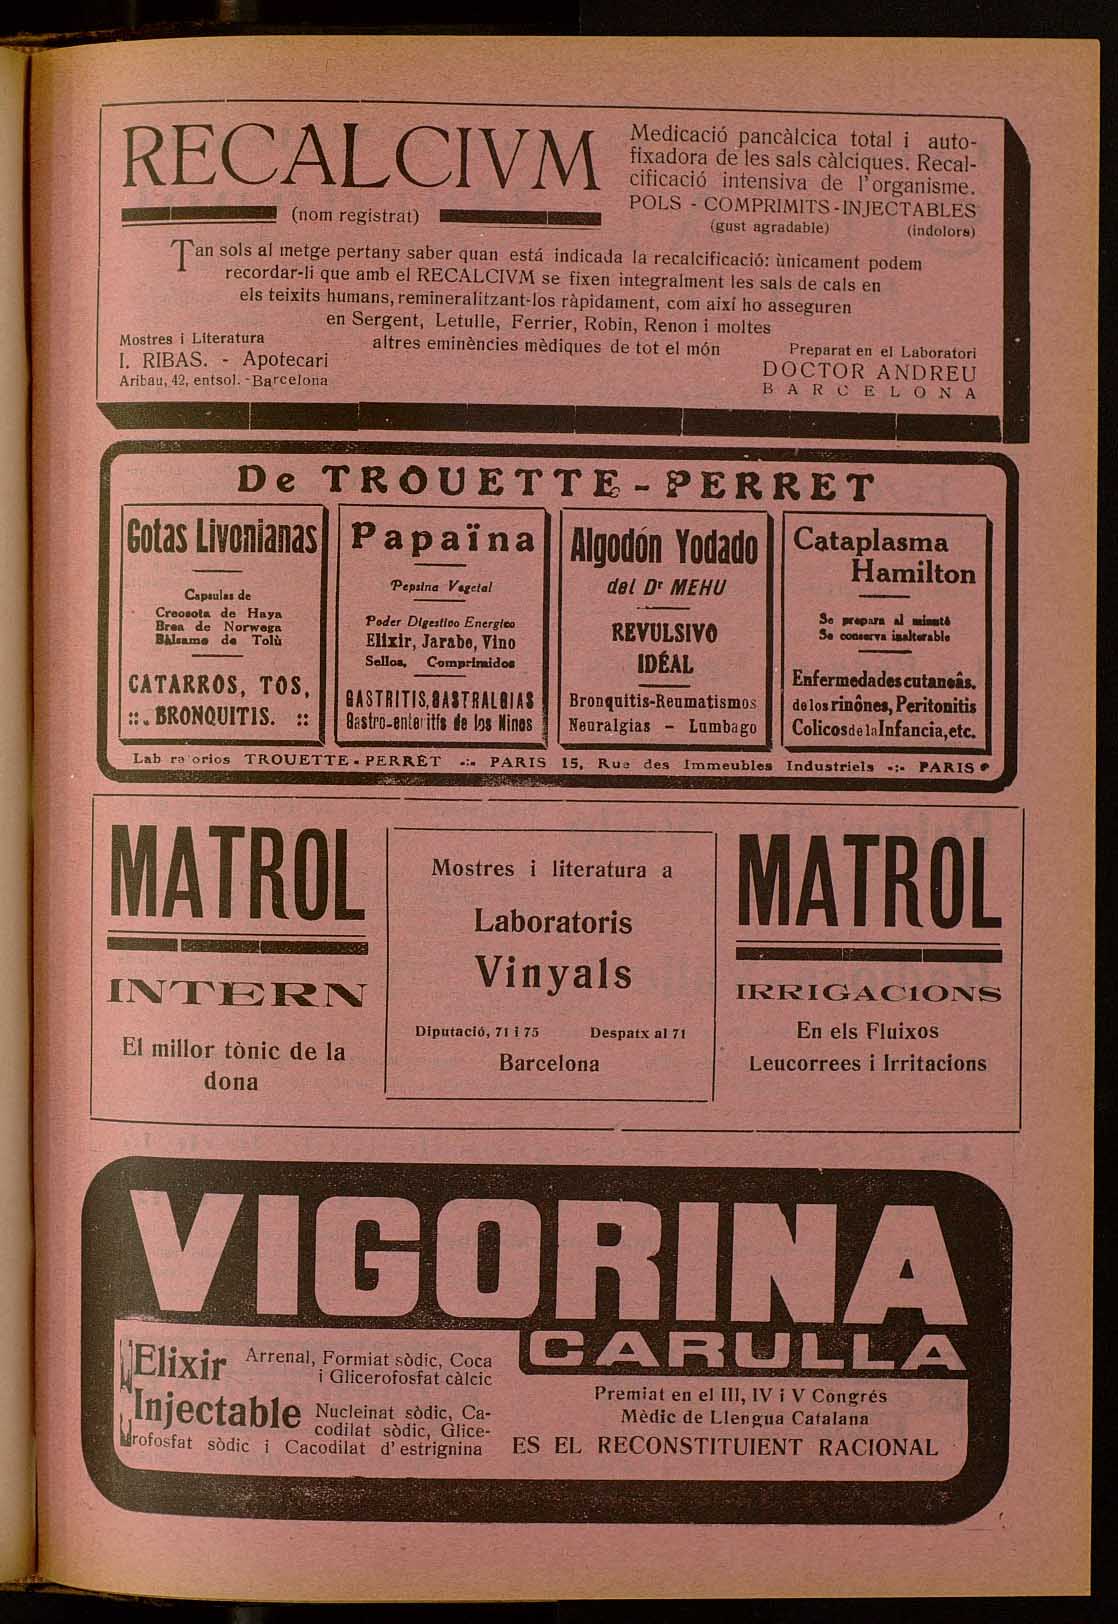 RECALCIVM
(nom registrat)
Medicació pancàlcica total i auto-
fixadora de les sals càlciques. Recal-
cificació intensiva de l'organisme.
POLS - COMPRIMITS - INJECTABLES
(gust agradable) (indolors)
Tan sols al metge pertany saber quan está indicada la recalcificació: ùnicament podem
recordar-li que amb el RECALCIVM se fixen integralment les sals de cals en
els teixits humans, remineralitzant-los ràpidament, com així ho asseguren
en Sergent, Letulle, Ferrier, Robin, Renon i moltes
altres eminències mèdiques de tot el món
Mostres i Literatura
I. RIBAS. - Apotecari
Aribau, 42, entsol. - Barcelona
Preparat en el Laboratori
DOCTOR ANDREU
BARCELONA
De TROUETTE-PERRET
Gotas Livonianas
Capsulas de
Creosota de Haya
Brea de Norwega
Bálsamo de Tolù
CATARROS, TOS,
::. BRONQUITIS. ::
Papaïna
Pepsina Vegetal
Poder Digestivo Energico
Elixir, Jarabe, Vino
Sellos, Comprimidos
GASTRITIS, GASTRALGIAS
Gastro-enteritis de los Ninos
Algodón Yodado
del Dr MEHU
REVULSIVO
IDÉAL
Bronquitis-Reumatismos
Neuralgias - Lumbago
Cataplasma
Hamilton
Se prepara al minuté
Se conserva inalterable
Enfermedades cutaneâs,
de los rinônes, Peritonitis
Colicos de la Infancia, etc.
Lab ra orios TROUETTE-PERRET .:. PARIS 15, Rue des Immeubles Industriels .:. PARIS
MATROL
INTERN
El millor tònic de la
dona
Mostres i literatura a
Laboratoris
Vinyals
Diputació, 71 i 75 Despatx al 71
Barcelona
MATROL
IRRIGACIONS
En els Fluixos
Leucorrees i Irritacions
VIGORINA
CARULLA
Elixir Arrenal, Formiat sòdic, Coca
i Glicerofosfat càlcic
Injectable Nucleinat sòdic, Ca-
codilat sòdic, Glice-
rofosfat sòdic i Cacodilat d'estrignina
Premiat en el III, IV i V Congrés
Mèdic de Llengua Catalana
ES EL RECONSTITUIENT RACIONAL